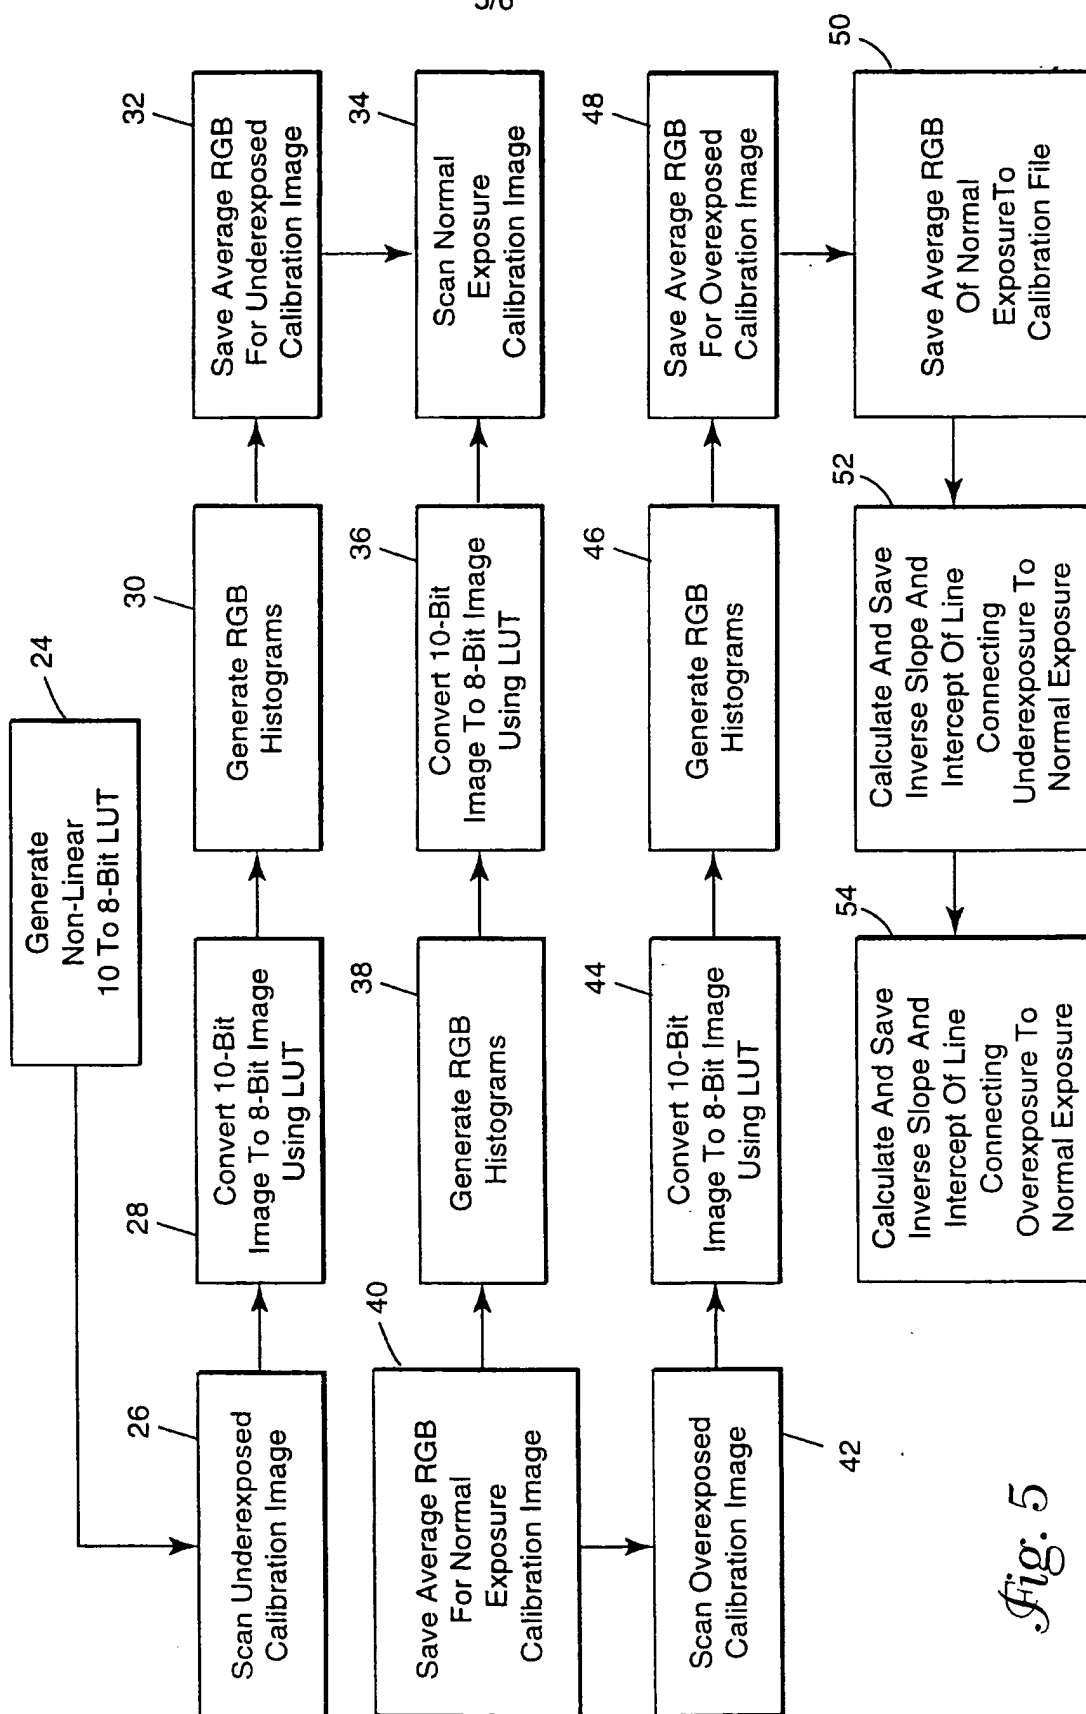 5/8
24
Generate
Non-Linear
10 To 8-Bit LUT
26
Scan Underexposed
Calibration Image
28
Convert 10-Bit
Image To 8-Bit Image
Using LUT
30
Generate RGB
Histograms
32
Save Average RGB
For Underexposed
Calibration Image
34
Scan Normal
Exposure
Calibration Image
36
Convert 10-Bit
Image To 8-Bit Image
Using LUT
38
Generate RGB
Histograms
40
Save Average RGB
For Normal
Exposure
Calibration Image
42
Scan Overexposed
Calibration Image
44
Convert 10-Bit
Image To 8-Bit Image
Using LUT
46
Generate RGB
Histograms
48
Save Average RGB
For Overexposed
Calibration Image
50
Save Average RGB
Of Normal
ExposureTo
Calibration File
52
Calculate And Save
Inverse Slope And
Intercept Of Line
Connecting
Underexposure To
Normal Exposure
54
Calculate And Save
Inverse Slope And
Intercept Of Line
Connecting
Overexposure To
Normal Exposure
Fig. 5